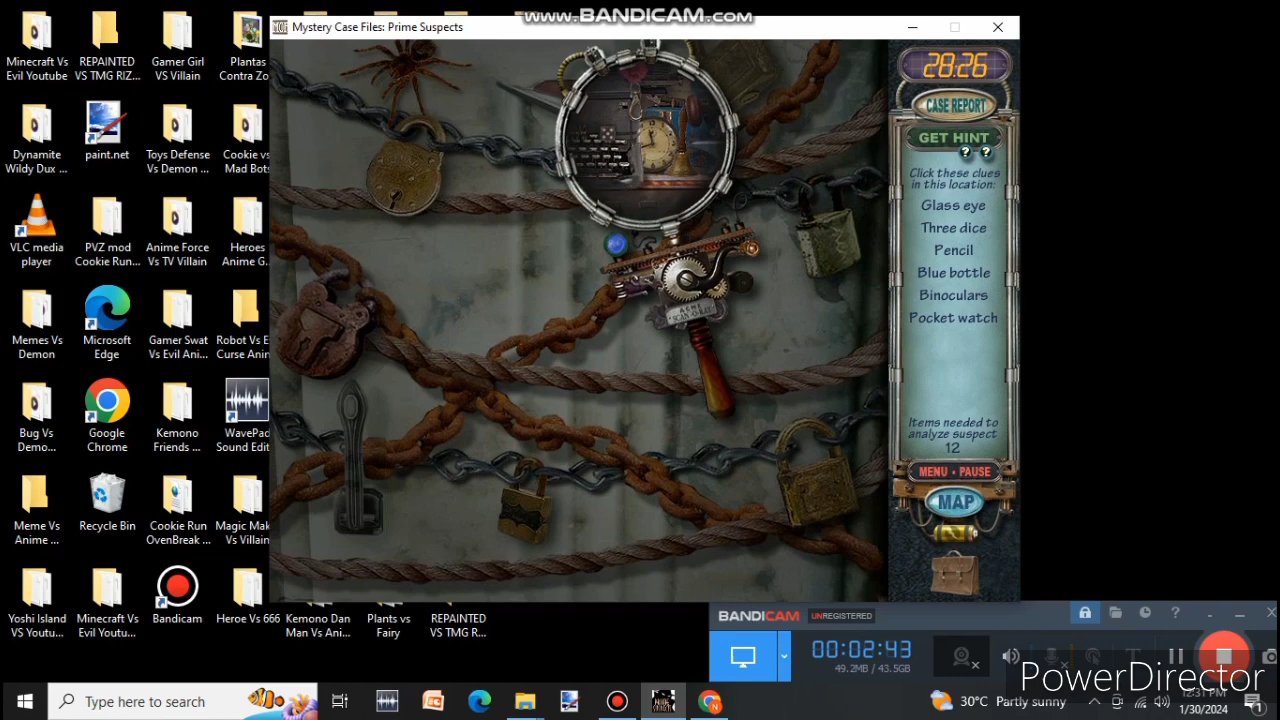 www.BANDICAM.com
Mystery Case Files: Prime Suspects
Minecraft Vs
Evil Youtube
REPAINTED
VS TMG RIZ...
Gamer Girl
Vs Villain
Plants
Contra Zo
Dynamite
Wildy Dux ...
paint.net
Toys Defense
Vs Demon ...
Cookie vs
Mad Bots
VLC media
player
PVZ mod
Cookie Run...
Anime Force
Vs TV Villain
Heroes
Anime G...
Memes Vs
Demon
Microsoft
Edge
Gamer Swat
Vs Evil Ani...
Robot Vs E
Curse Anin
Bug Vs
Demo...
Google
Chrome
Kemono
Friends ...
WavePad
Sound Edit
Meme Vs
Anime ...
Recycle Bin
Cookie Run
OvenBreak ...
Magic Mak
Vs Villain
Yoshi Island
VS Youtu...
Minecraft Vs
Evil Youtu...
Bandicam
Heroe Vs 666
Kemono Dan
Man Vs Ani...
Plants vs
Fairy
REPAINTED
VS TMG R...
28:26
CASE REPORT
GET HINT
? ?
Click these clues
in this location:
Glass eye
Three dice
Pencil
Blue bottle
Binoculars
Pocket watch
Items needed to
analyze suspect
12
MENU • PAUSE
MAP
ACME
"SCAN-O-RAY"
BANDICAM UNREGISTERED
00:02:43
49.2MB / 43.5GB
PowerDirector
Type here to search
30°C Partly sunny
12:31 PM
1/30/2024